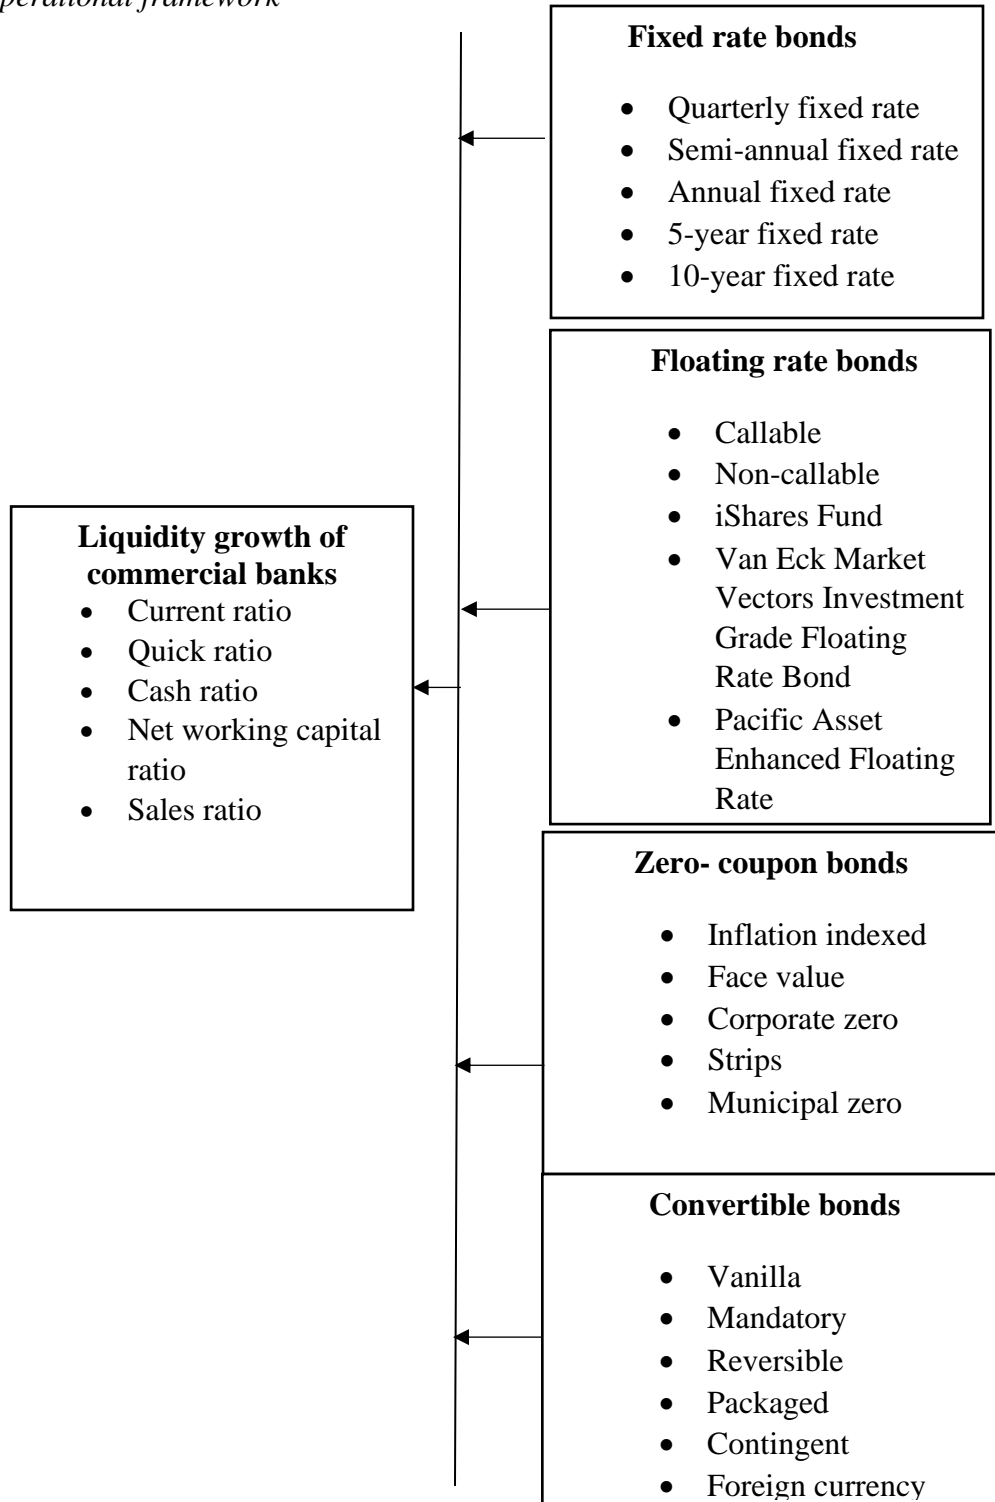 perational framework
Fixed rate bonds
• Quarterly fixed rate
• Semi-annual fixed rate
• Annual fixed rate
• 5-year fixed rate
• 10-year fixed rate
Floating rate bonds
• Callable
• Non-callable
• iShares Fund
• Van Eck Market
Vectors Investment
Grade Floating
Rate Bond
• Pacific Asset
Enhanced Floating
Rate
Liquidity growth of
commercial banks
• Current ratio
• Quick ratio
• Cash ratio
• Net working capital
ratio
• Sales ratio
Zero- coupon bonds
• Inflation indexed
• Face value
• Corporate zero
• Strips
• Municipal zero
Convertible bonds
• Vanilla
• Mandatory
• Reversible
• Packaged
• Contingent
• Foreign currency